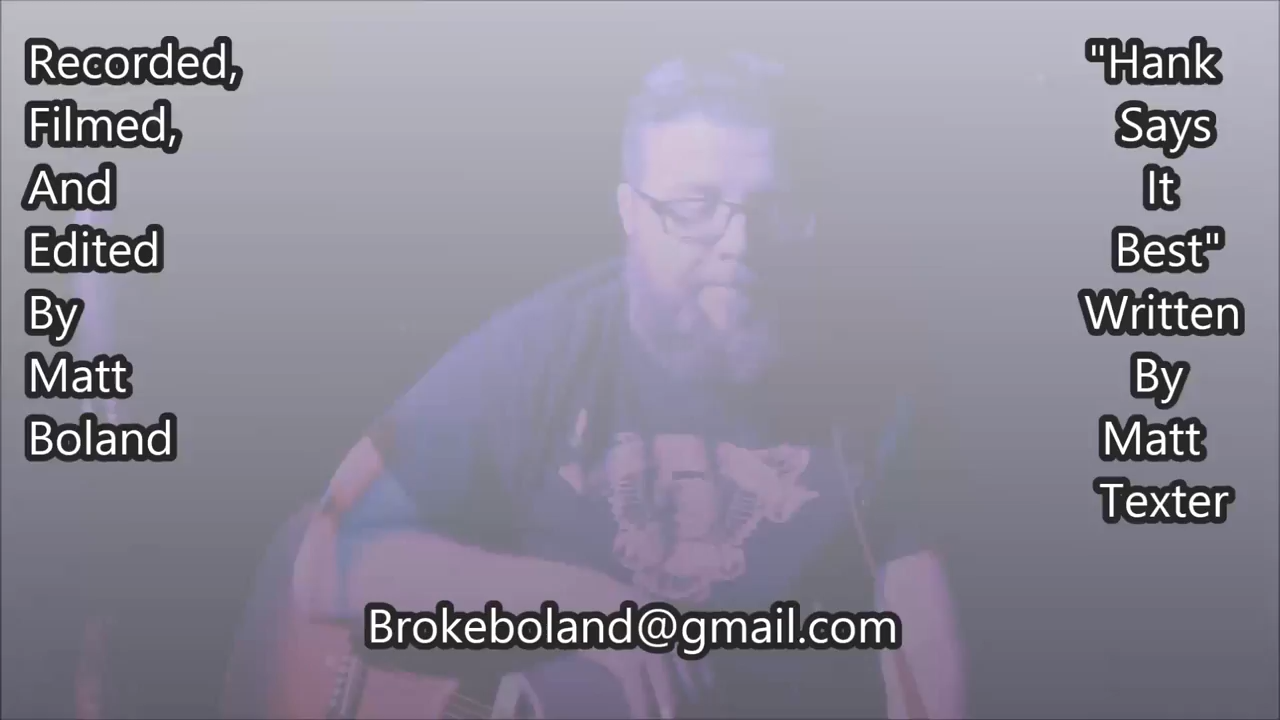 Recorded,
Filmed,
And
Edited
By
Matt
Boland
"Hank
Says
It
Best"
Written
By
Matt
Texter
Brokeboland@gmail.com